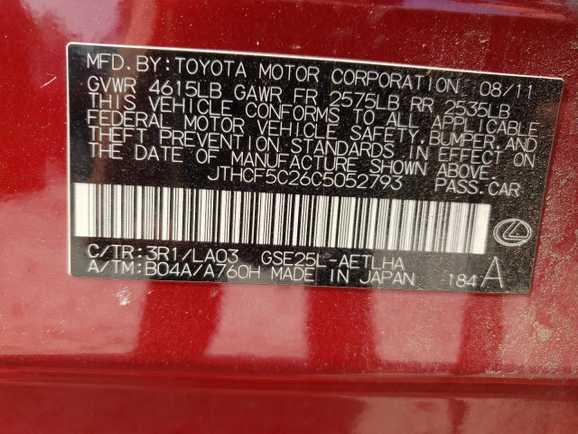 MFD. BY: TOYOTA MOTOR CORPORATION 08/11
GVWR 4615LB GAWR FR 2575LB RR 2535LB
THIS VEHICLE CONFORMS TO ALL APPLICABLE
FEDERAL MOTOR VEHICLE SAFETY, BUMPER, AND
THEFT PREVENTION STANDARDS IN EFFECT ON
THE DATE OF MANUFACTURE SHOWN ABOVE.
JTHCF5C26C5052793 PASS. CAR
C/TR: 3R1/LA03 GSE25L-AETLHA
A/TM: B04A/A760H MADE IN JAPAN 184 A